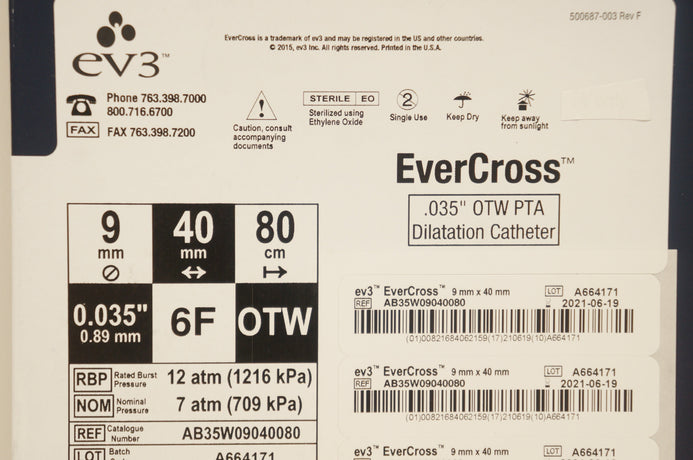 500687-003 Rev F
ev3™
EverCross is a trademark of ev3 and may be registered in the US and other countries.
© 2015, ev3 Inc. All rights reserved. Printed in the U.S.A.
Phone 763.398.7000
800.716.6700
FAX FAX 763.398.7200
Caution, consult
accompanying
documents
STERILE EO
Sterilized using
Ethylene Oxide
2
Single Use
Keep Dry
Keep away
from sunlight
EverCross™
.035" OTW PTA
Dilatation Catheter
9 40 80
mm mm cm
0.035" 6F OTW
0.89 mm
RBP Rated Burst Pressure 12 atm (1216 kPa)
NOM Nominal Pressure 7 atm (709 kPa)
REF Catalogue Number AB35W09040080
LOT Batch A664171
ev3™ EverCross™ 9 mm x 40 mm LOT A664171
REF AB35W09040080 2021-06-19
(01)00821684062159(17)210619(10)A664171
ev3™ EverCross™ 9 mm x 40 mm LOT A664171
REF AB35W09040080 2021-06-19
(01)00821684062159(17)210619(10)A664171
ev3™ EverCross™ 9 mm x 40 mm LOT A664171